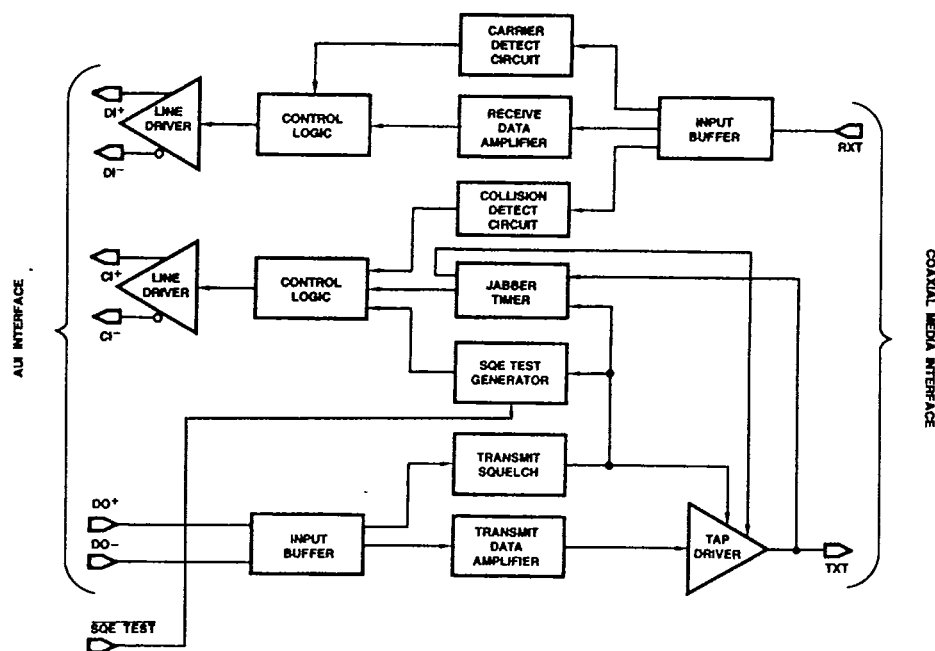 CARRIER
DETECT
CIRCUIT
LINE
DRIVER
DI+
DI-
CONTROL
LOGIC
RECEIVE
DATA
AMPLIFIER
INPUT
BUFFER
RXT
COLLISION
DETECT
CIRCUIT
LINE
DRIVER
CI+
CI-
CONTROL
LOGIC
JABBER
TIMER
AUI INTERFACE
COAXIAL MEDIA INTERFACE
SQE TEST
GENERATOR
TRANSMIT
SQUELCH
DO+
DO-
INPUT
BUFFER
TRANSMIT
DATA
AMPLIFIER
TAP
DRIVER
TXT
SQE TEST